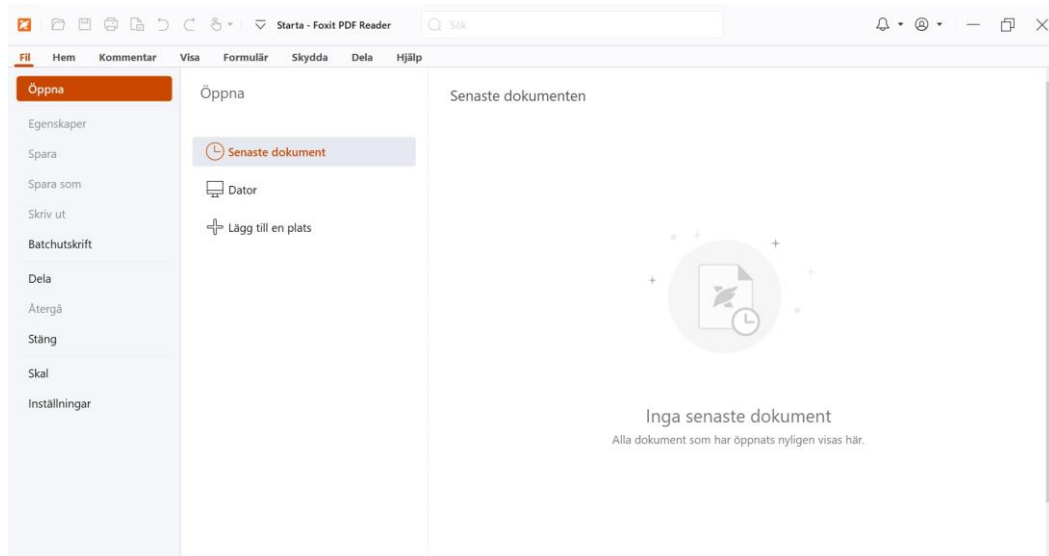 Starta - Foxit PDF Reader
Sök
Fil Hem Kommentar Visa Formulär Skydda Dela Hjälp
Öppna
Egenskaper
Spara
Spara som
Skriv ut
Batchutskrift
Dela
Återgå
Stäng
Skal
Inställningar
Öppna
Senaste dokument
Dator
Lägg till en plats
Senaste dokumenten
Inga senaste dokument
Alla dokument som har öppnats nyligen visas här.